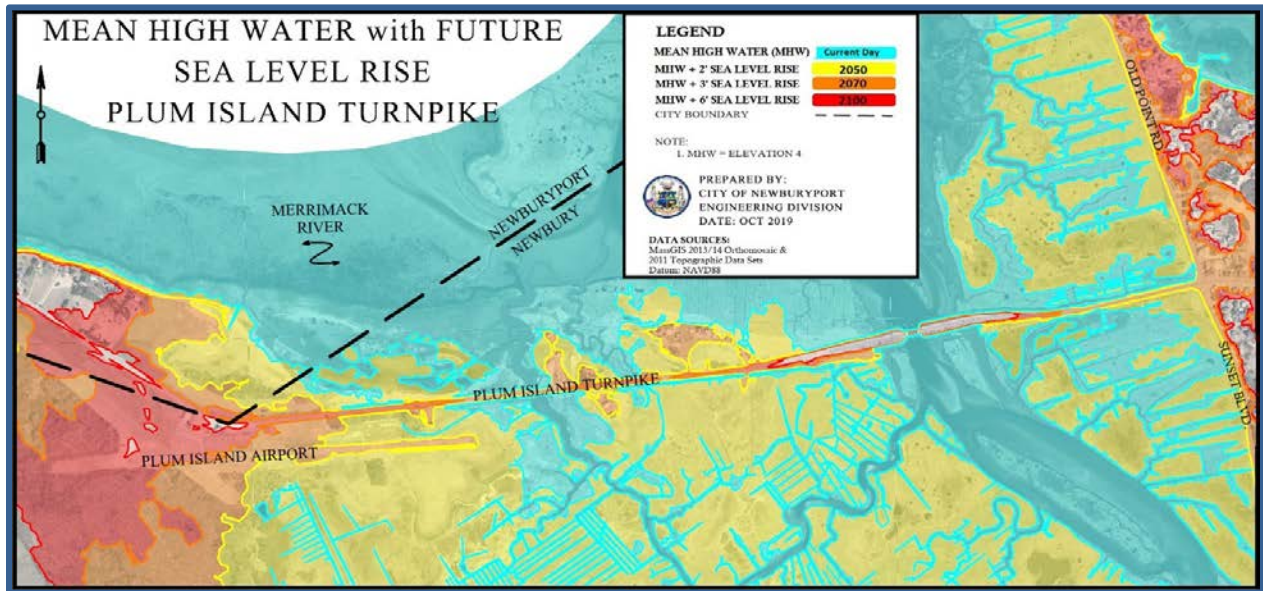 MEAN HIGH WATER with FUTURE
SEA LEVEL RISE
PLUM ISLAND TURNPIKE
LEGEND
MEAN HIGH WATER (MHW) Current Day
MHW + 2' SEA LEVEL RISE 2050
MHW + 3' SEA LEVEL RISE 2070
MHW + 6' SEA LEVEL RISE 2100
CITY BOUNDARY
NOTE:
1. MHW = ELEVATION 4
PREPARED BY:
CITY OF NEWBURYPORT
ENGINEERING DIVISION
DATE: OCT 2019
DATA SOURCES:
MassGIS 2013/14 Orthomosaic &
2011 Topographic Data Sets
Datum: NAVD88
OLD POINT RD
MERRIMACK
RIVER
NEWBURYPORT
NEWBURY
PLUM ISLAND TURNPIKE
SUNSET BLVD
PLUM ISLAND AIRPORT